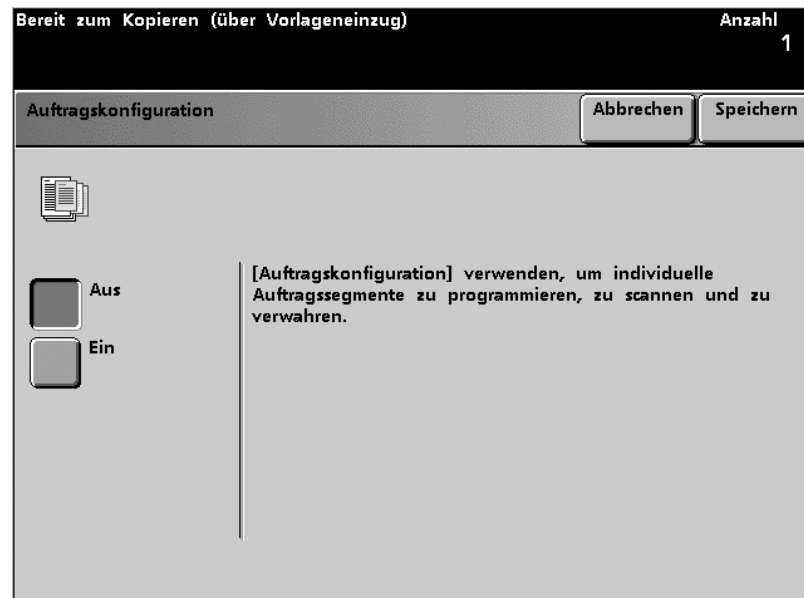 Bereit zum Kopieren (über Vorlageneinzug)
Anzahl
1
Auftragskonfiguration
Abbrechen
Speichern
Aus
Ein
[Auftragskonfiguration] verwenden, um individuelle
Auftragssegmente zu programmieren, zu scannen und zu
verwahren.